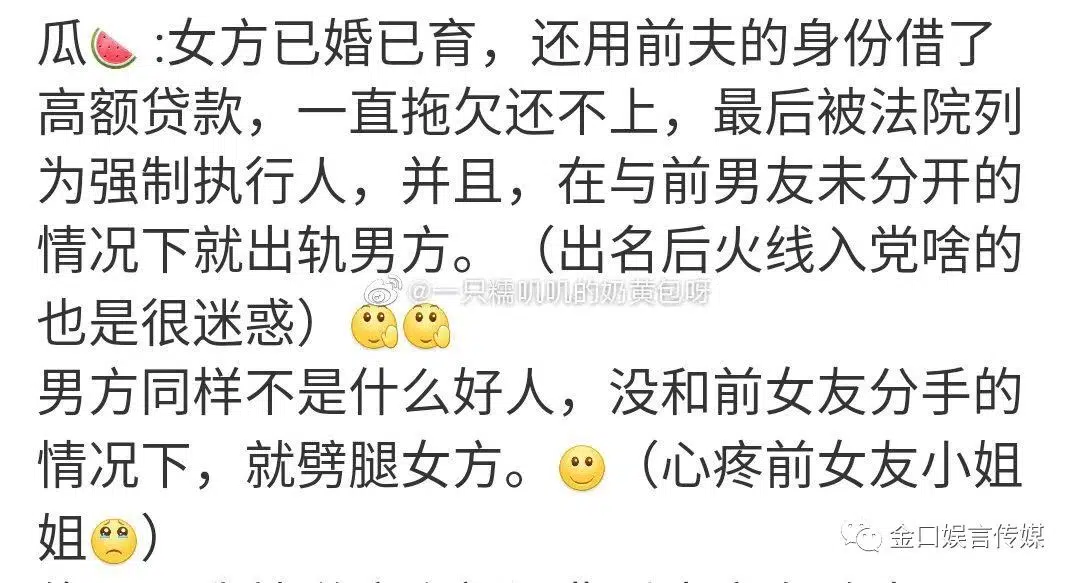 瓜🍉:女方已婚已育，还用前夫的身份借了
高额贷款，一直拖欠还不上，最后被法院列
为强制执行人，并且，在与前男友未分开的
情况下就出轨男方。（出名后火线入党啥的
@一只糯叽叽的奶黄包呀
也是很迷惑）
男方同样不是什么好人，没和前女友分手的
情况下，就劈腿女方。（心疼前女友小姐
姐）
金口娱言传媒